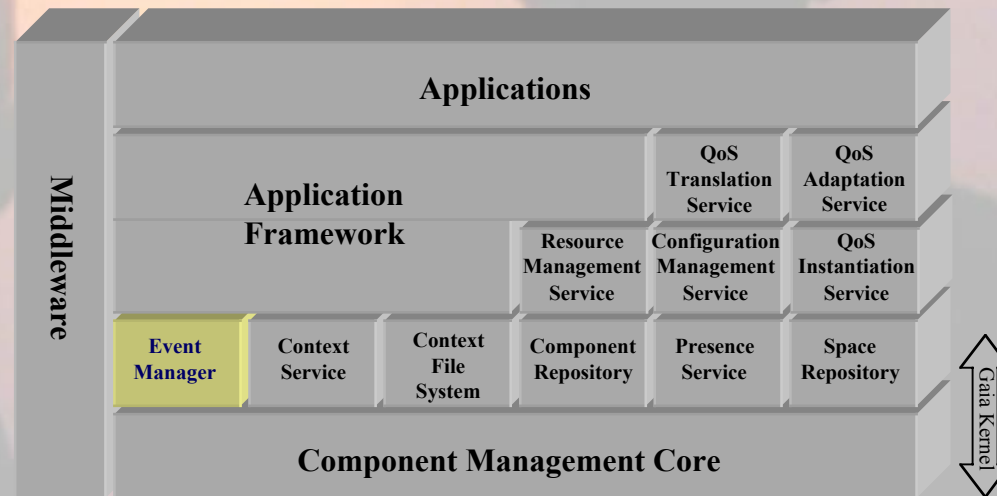 Applications
Middleware
Application
Framework
QoS
Translation
Service
QoS
Adaptation
Service
Resource
Management
Service
Configuration
Management
Service
QoS
Instantiation
Service
Event
Manager
Context
Service
Context
File
System
Component
Repository
Presence
Service
Space
Repository
Component Management Core
Gaia Kernel